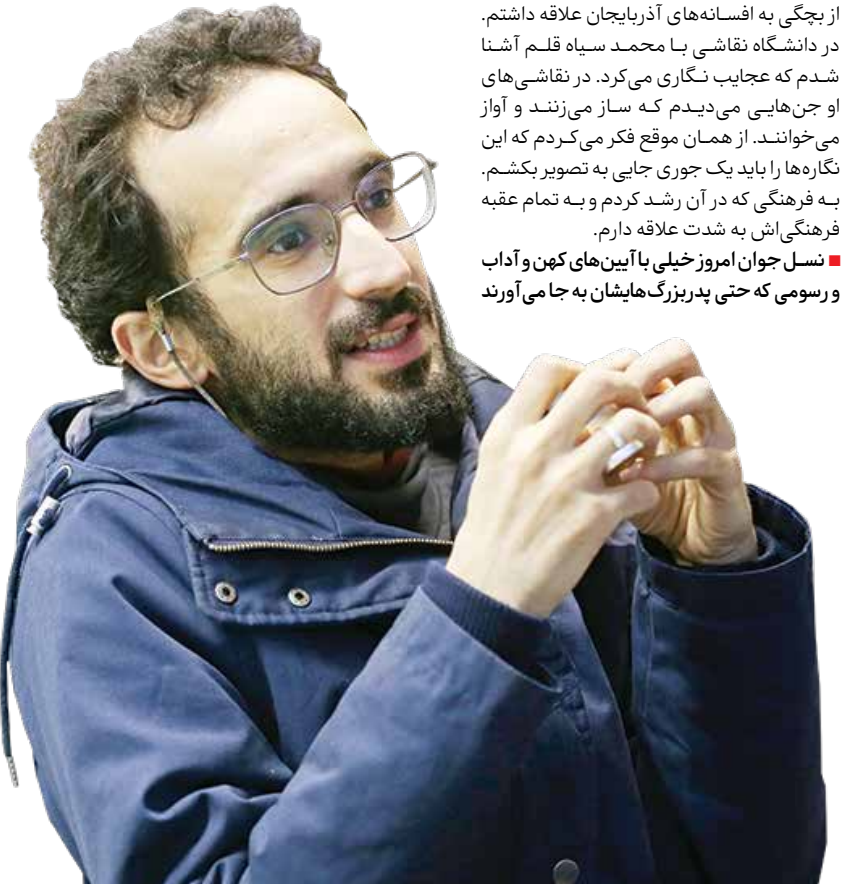 از بچگی به افسانه‌های آذربایجان علاقه داشتم.
در دانشگاه نقاشی با محمد سیاه قلم آشنا
شدم که عجایب نگاری می‌کرد. در نقاشی‌های
او جن‌هایی می‌دیدم که ساز می‌زنند و آواز
می‌خوانند. از همان موقع فکر می‌کردم که این
نگاره‌ها را باید یک جوری جایی به تصویر بکشم.
به فرهنگی که در آن رشد کردم و به تمام عقبه
فرهنگی‌اش به شدت علاقه دارم.
■ نسل جوان امروز خیلی با آیین‌های کهن و آداب
و رسومی که حتی پدربزرگ‌هایشان به جا می‌آورند